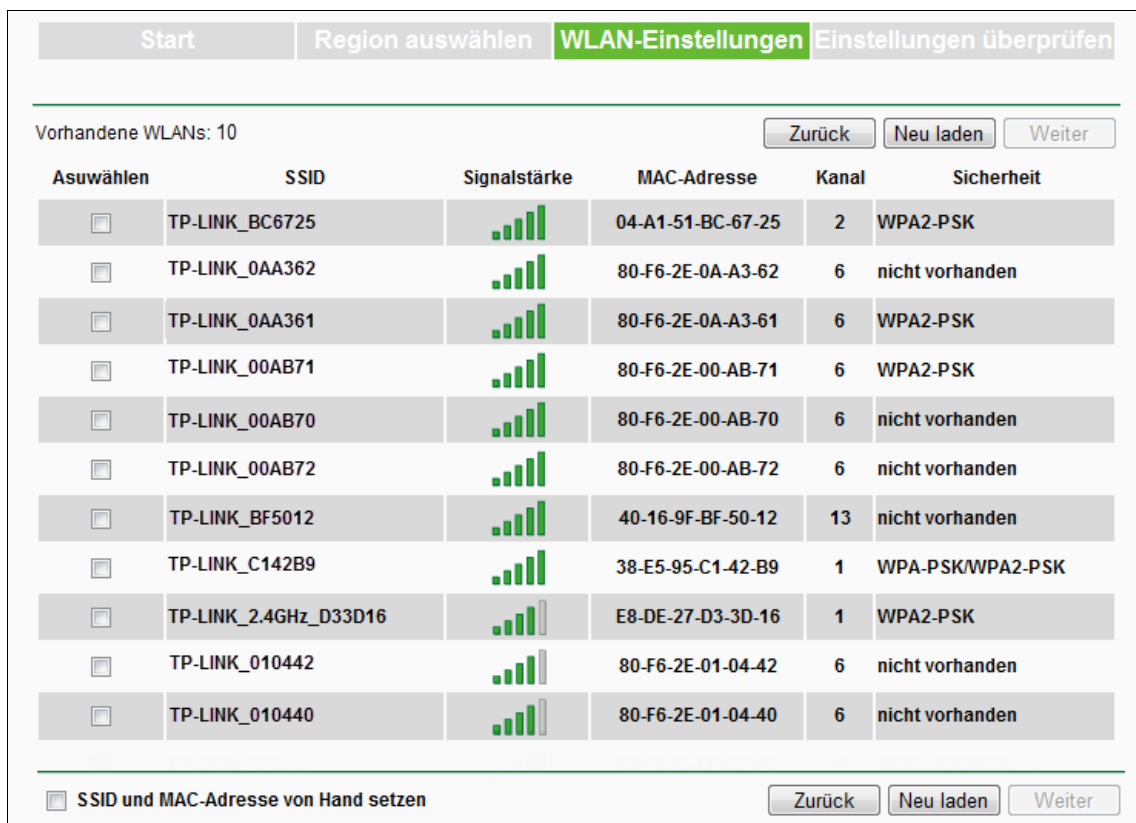 Start Region auswählen WLAN-Einstellungen Einstellungen überprüfen
Vorhandene WLANs: 10 Zurück Neu laden Weiter
Asuwählen SSID Signalstärke MAC-Adresse Kanal Sicherheit
TP-LINK_BC6725 04-A1-51-BC-67-25 2 WPA2-PSK
TP-LINK_0AA362 80-F6-2E-0A-A3-62 6 nicht vorhanden
TP-LINK_0AA361 80-F6-2E-0A-A3-61 6 WPA2-PSK
TP-LINK_00AB71 80-F6-2E-00-AB-71 6 WPA2-PSK
TP-LINK_00AB70 80-F6-2E-00-AB-70 6 nicht vorhanden
TP-LINK_00AB72 80-F6-2E-00-AB-72 6 nicht vorhanden
TP-LINK_BF5012 40-16-9F-BF-50-12 13 nicht vorhanden
TP-LINK_C142B9 38-E5-95-C1-42-B9 1 WPA-PSK/WPA2-PSK
TP-LINK_2.4GHz_D33D16 E8-DE-27-D3-3D-16 1 WPA2-PSK
TP-LINK_010442 80-F6-2E-01-04-42 6 nicht vorhanden
TP-LINK_010440 80-F6-2E-01-04-40 6 nicht vorhanden
SSID und MAC-Adresse von Hand setzen Zurück Neu laden Weiter